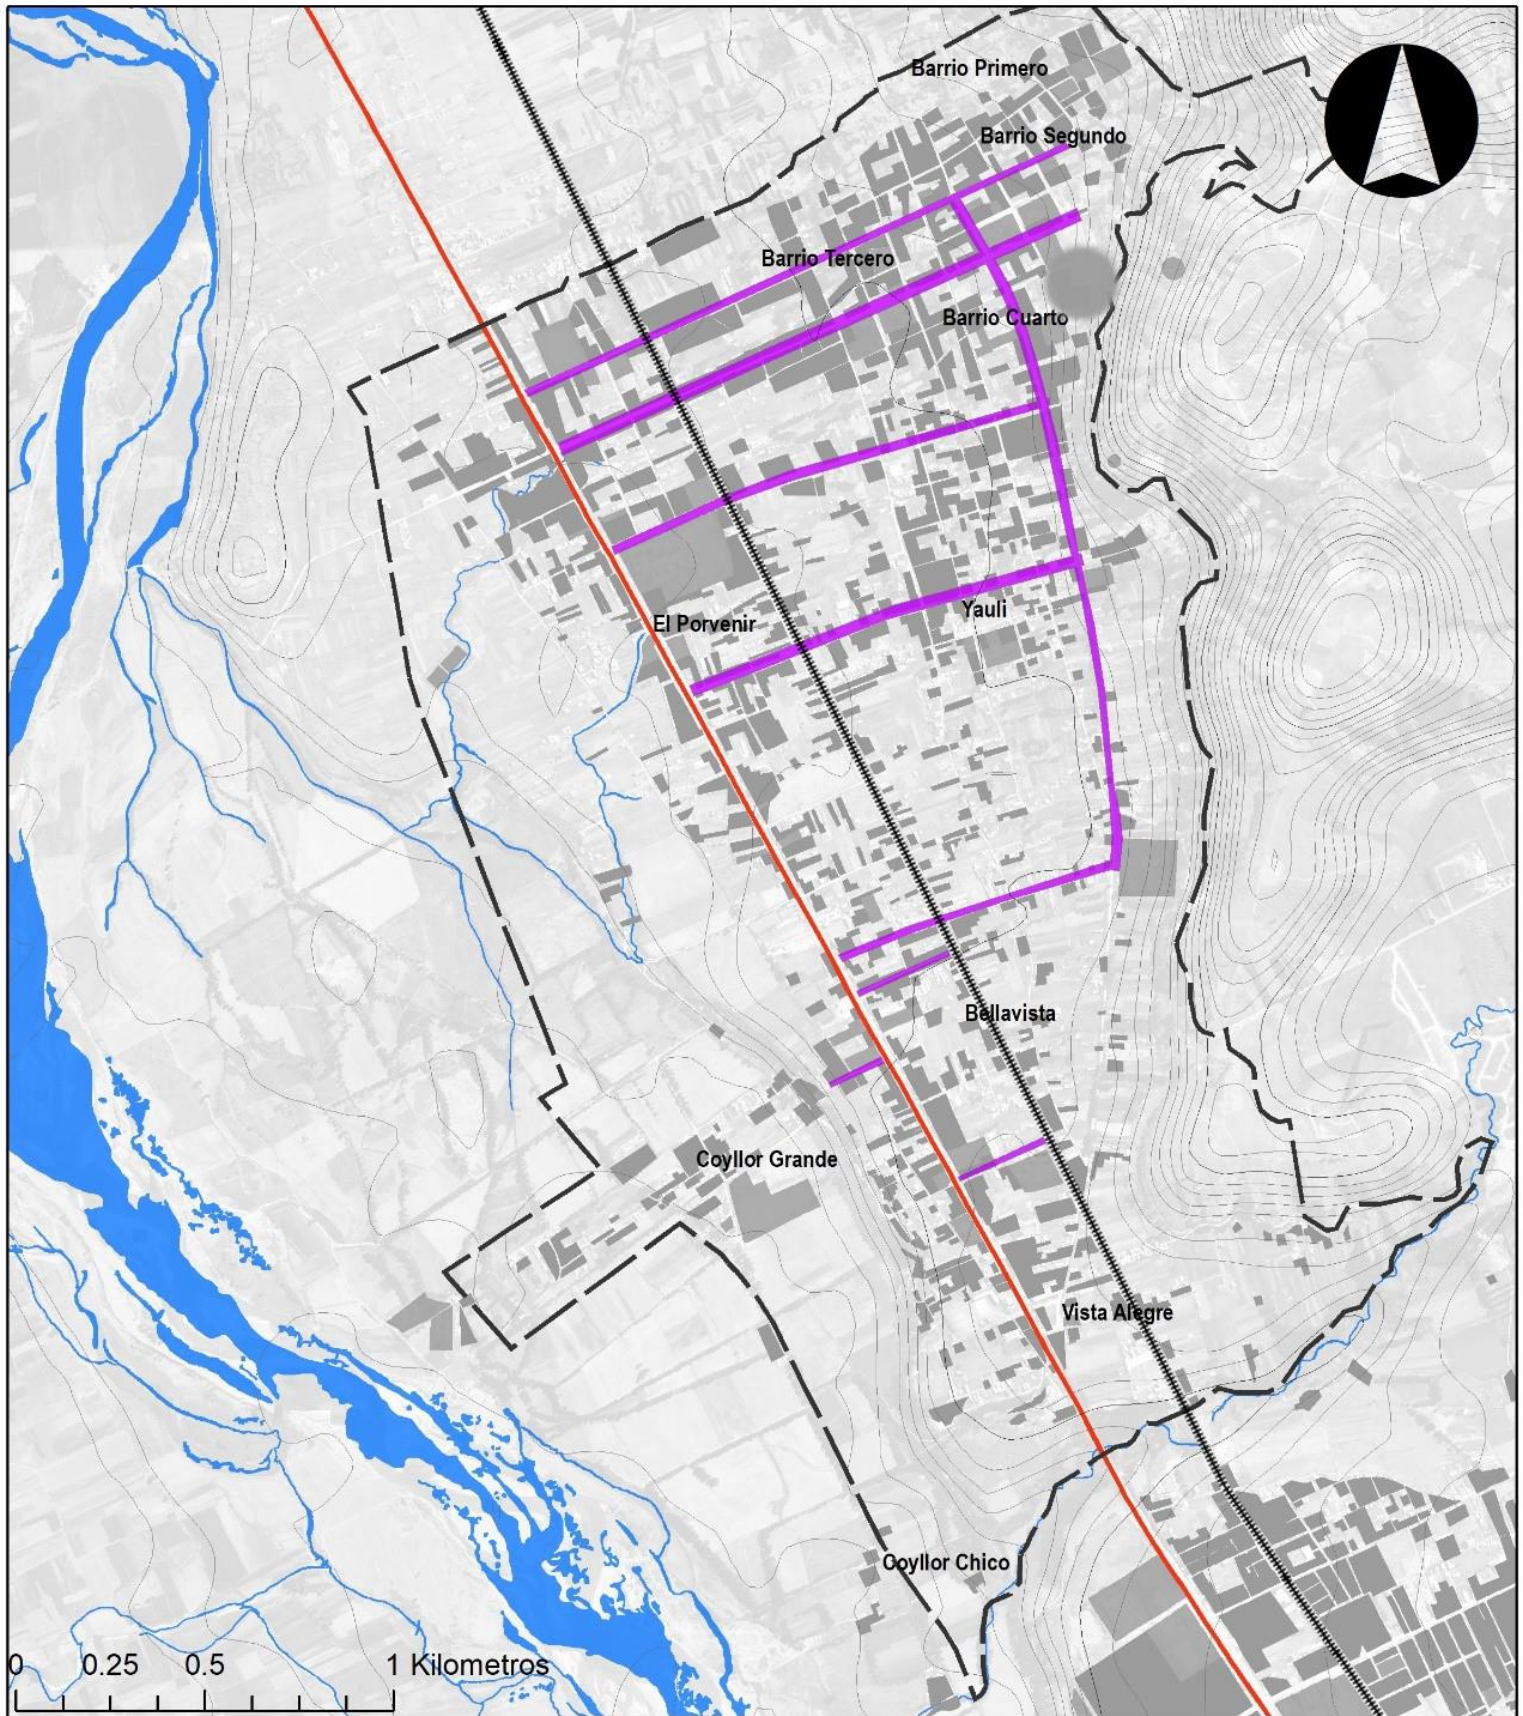 Barrio Primero
Barrio Segundo
Barrio Tercero
Barrio Cuarto
Yauli
El Porvenir
Bellavista
Coyllor Grande
Vista Alegre
Coyllor Chico
0 0.25 0.5 1 Kilometros